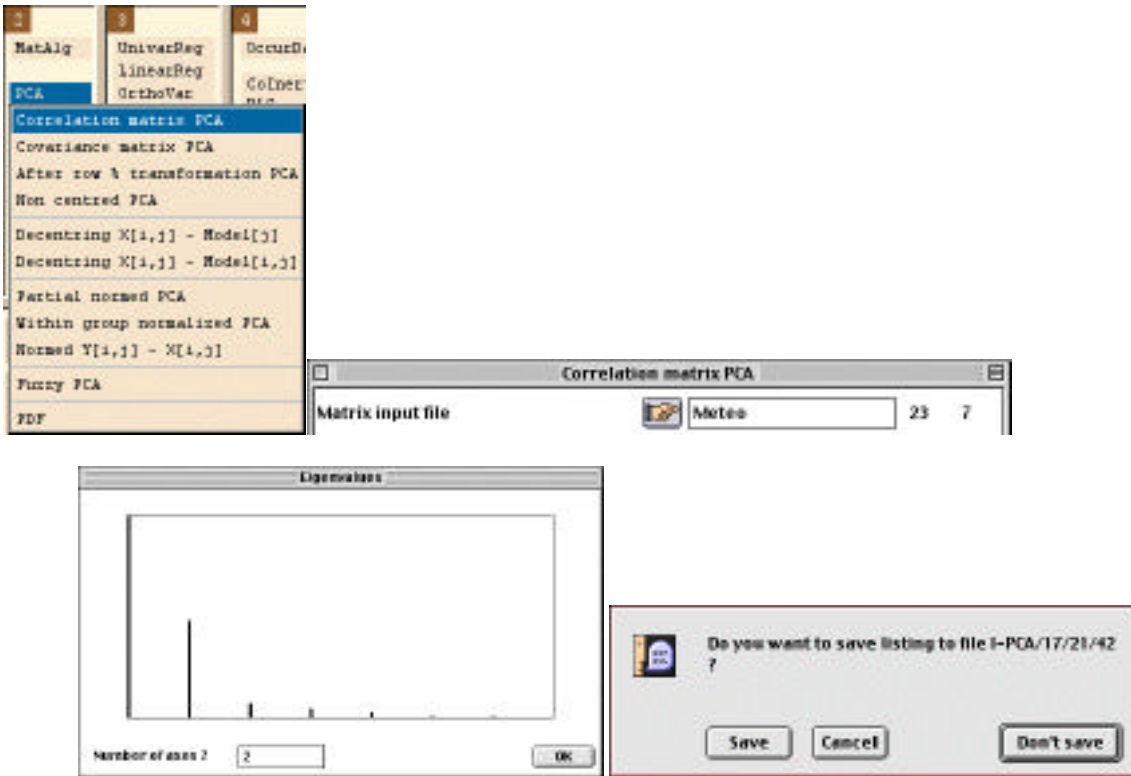 2
3
4
MatAlg
UnivarReg
OccurDa
LinearReg
PCA
OrthoVar
CoIner
Correlation matrix PCA
Covariance matrix PCA
After row % transformation PCA
Non centred PCA
Decentring X[i,j] - Model[j]
Decentring X[i,j] - Model[i,j]
Partial normed PCA
Within group normalized PCA
Normed Y[i,j] - X[i,j]
Fuzzy PCA
PDF
Correlation matrix PCA
Matrix input file
Meteo
23 7
Eigenvalues
Number of axes ?
2
OK
Do you want to save listing to file I-PCA/17/21/42
?
Save
Cancel
Don't save